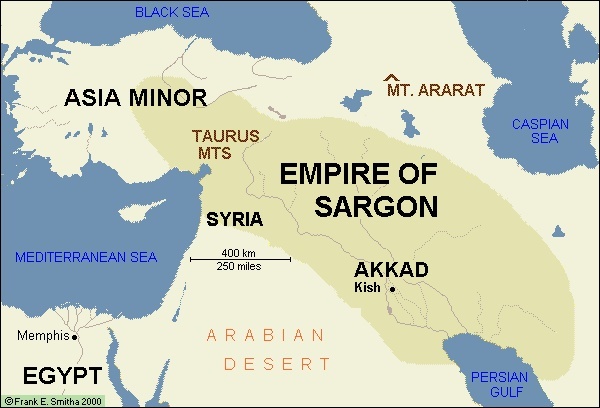 BLACK SEA
ASIA MINOR
MT. ARARAT
CASPIAN
SEA
TAURUS
MTS
EMPIRE OF
SARGON
SYRIA
400 km
250 miles
MEDITERRANEAN SEA
AKKAD
Kish
Memphis
ARABIAN
DESERT
EGYPT
PERSIAN
GULF
©Frank E. Smitha 2000